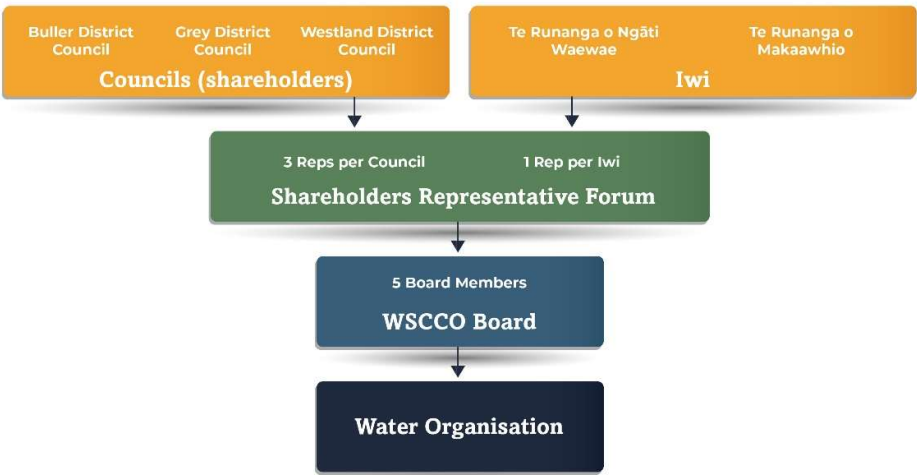 Buller District Council
Grey District Council
Westland District Council
Councils (shareholders)
Te Runanga o Ngāti Waewae
Te Runanga o Makaawhio
Iwi
3 Reps per Council
1 Rep per Iwi
Shareholders Representative Forum
5 Board Members
WSCCO Board
Water Organisation